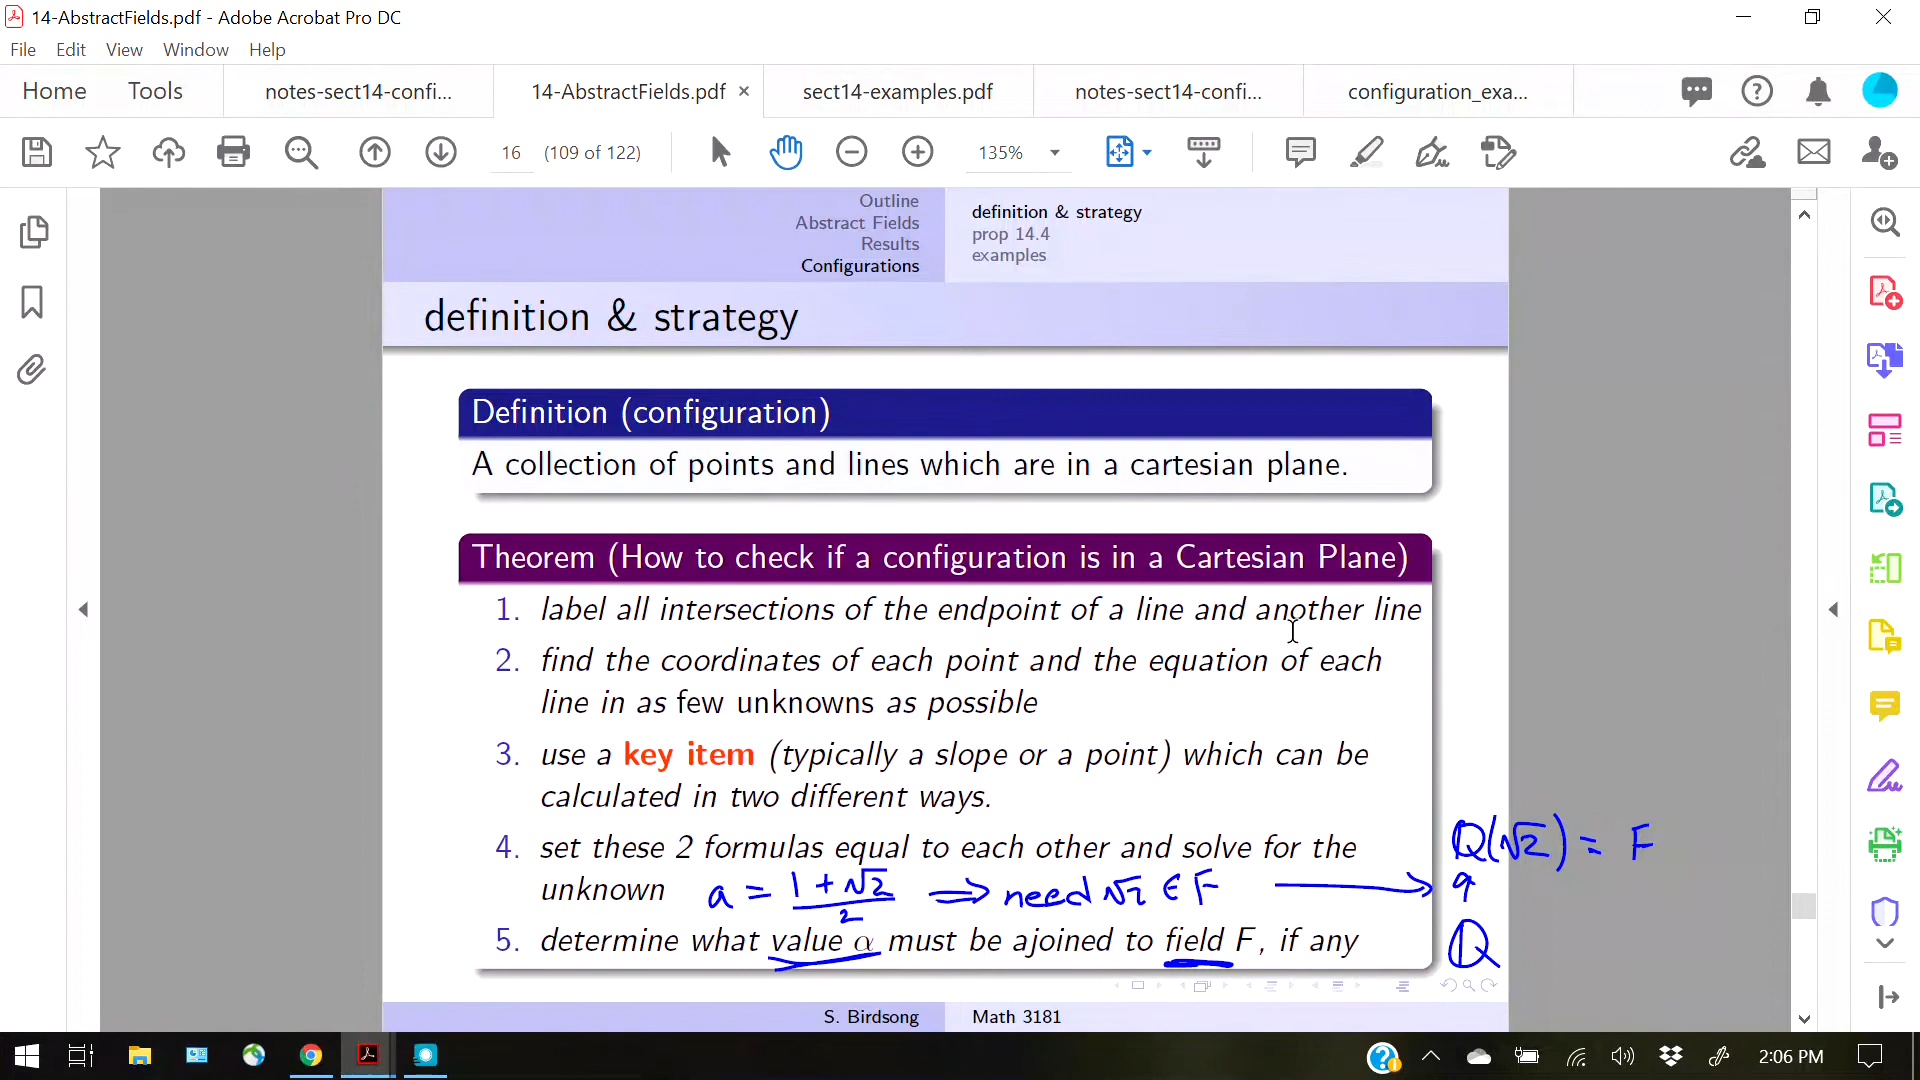 14-AbstractFields.pdf - Adobe Acrobat Pro DC
File Edit View Window Help
Home Tools notes-sect14-confi... 14-AbstractFields.pdf × sect14-examples.pdf notes-sect14-confi... configuration_exa...
16 (109 of 122) 135%
Outline
Abstract Fields
Results
Configurations
definition & strategy
prop 14.4
examples
definition & strategy
Definition (configuration)
A collection of points and lines which are in a cartesian plane.
Theorem (How to check if a configuration is in a Cartesian Plane)
1. label all intersections of the endpoint of a line and another line
2. find the coordinates of each point and the equation of each
line in as few unknowns as possible
3. use a key item (typically a slope or a point) which can be
calculated in two different ways.
4. set these 2 formulas equal to each other and solve for the
unknown a = (1 + √2)/2 ⟹ need √2 ∈ F ⟶
5. determine what value α must be ajoined to field F, if any
Q(√2) = F
Q
S. Birdsong Math 3181
2:06 PM